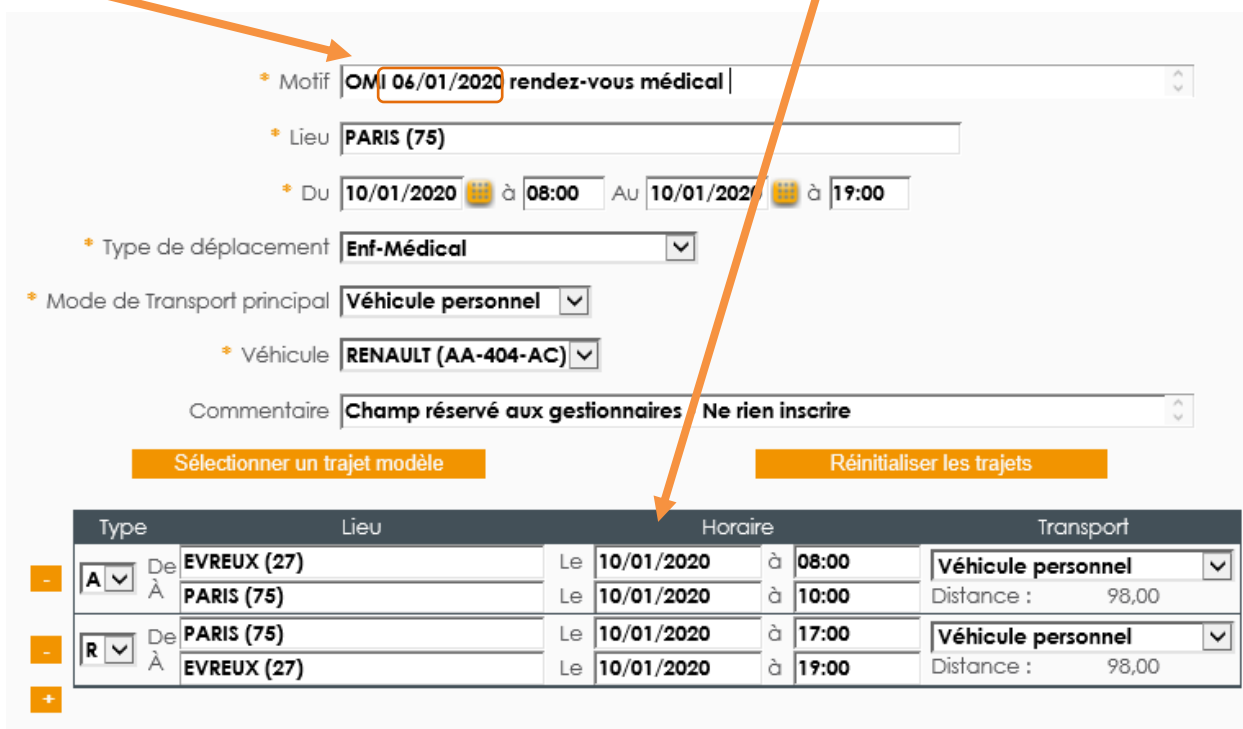 * Motif OMI 06/01/2020 rendez-vous médical
* Lieu PARIS (75)
* Du 10/01/2020 à 08:00 Au 10/01/2020 à 19:00
* Type de déplacement Enf-Médical
* Mode de Transport principal Véhicule personnel
* Véhicule RENAULT (AA-404-AC)
Commentaire Champ réservé aux gestionnaires Ne rien inscrire
Sélectionner un trajet modèle Réinitialiser les trajets
Type Lieu Horaire Transport
- A De EVREUX (27) Le 10/01/2020 à 08:00 Véhicule personnel
À PARIS (75) Le 10/01/2020 à 10:00 Distance : 98,00
- R De PARIS (75) Le 10/01/2020 à 17:00 Véhicule personnel
À EVREUX (27) Le 10/01/2020 à 19:00 Distance : 98,00
+